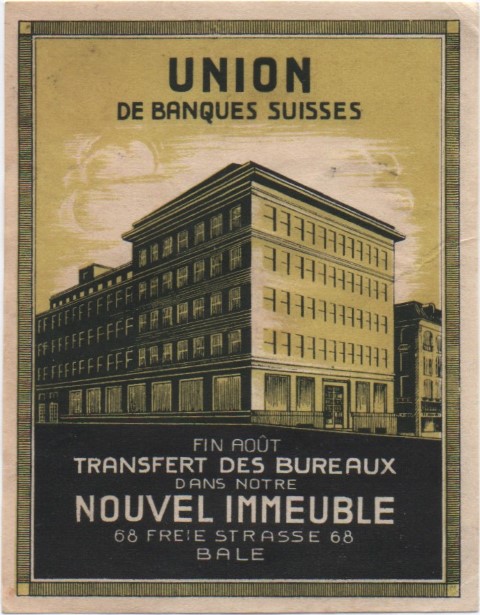 UNION
DE BANQUES SUISSES
FIN AOÛT
TRANSFERT DES BUREAUX
DANS NOTRE
NOUVEL IMMEUBLE
68 FREIE STRASSE 68
BALE